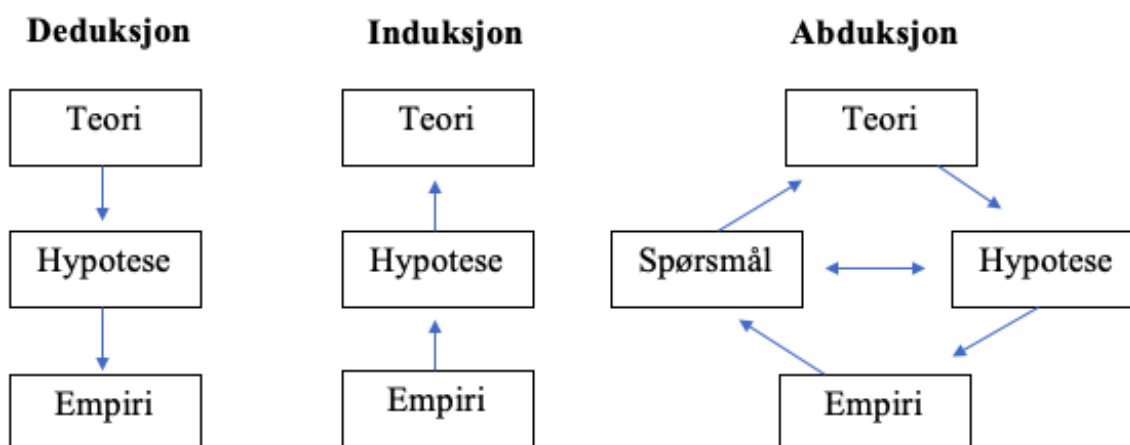 Deduksjon
Induksjon
Abduksjon
Teori
Teori
Teori
Hypotese
Hypotese
Spørsmål
Hypotese
Empiri
Empiri
Empiri